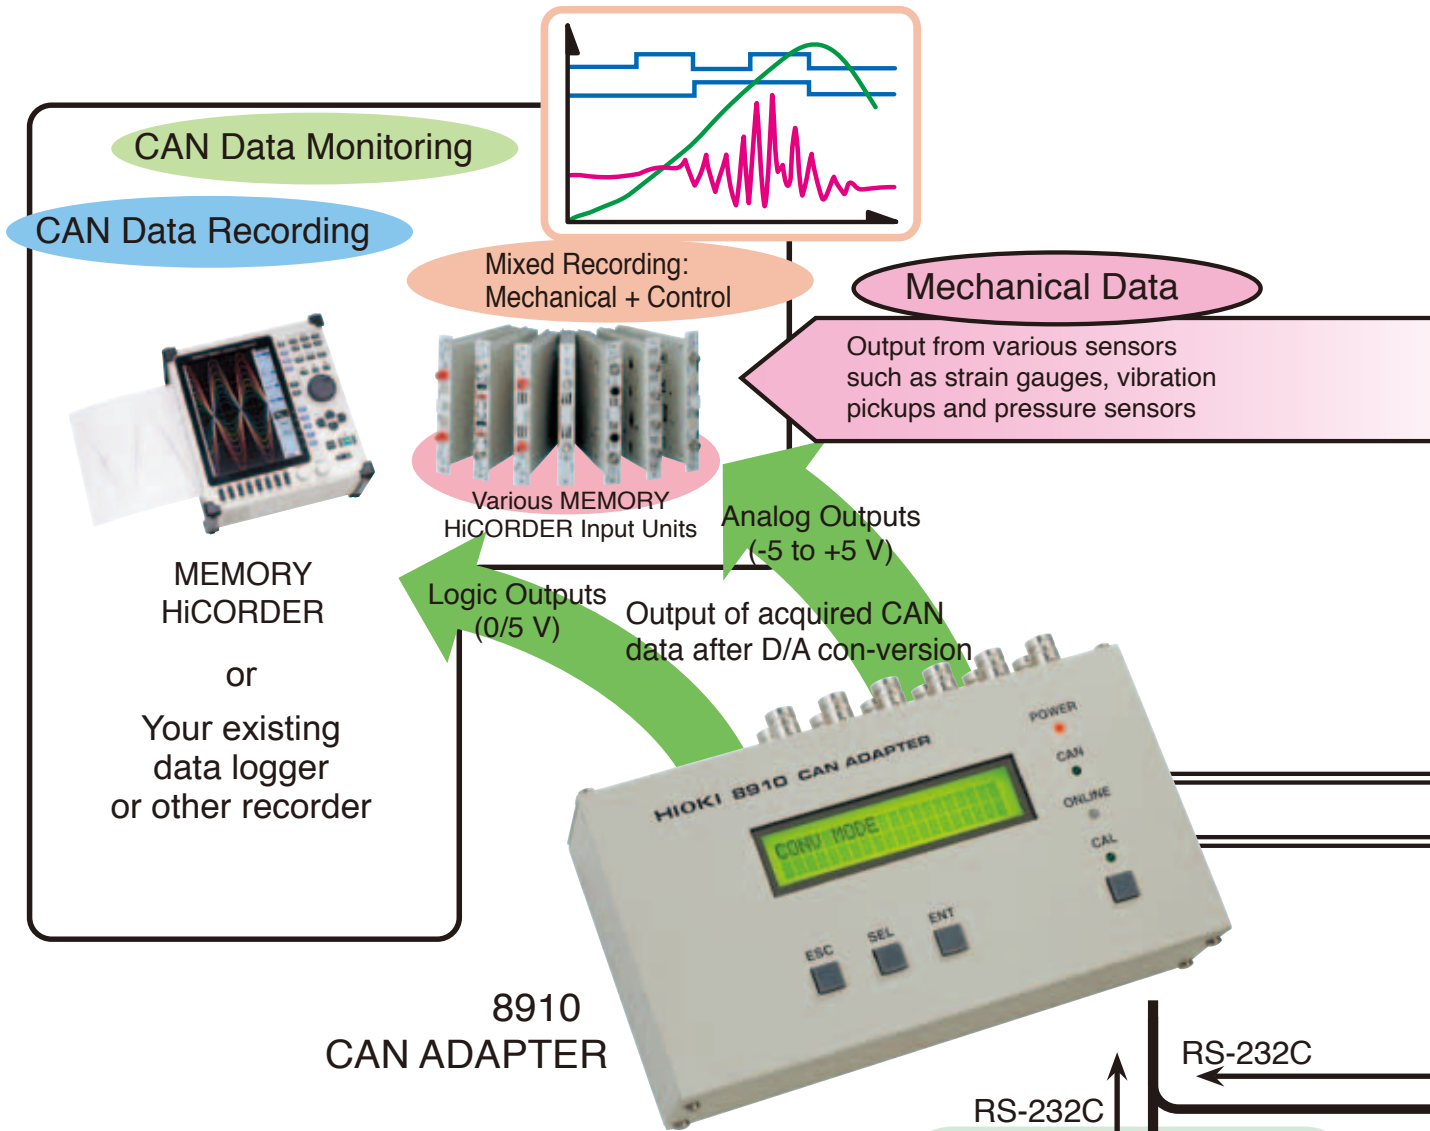 CAN Data Monitoring
CAN Data Recording
Mixed Recording:
Mechanical + Control
Mechanical Data
Output from various sensors
such as strain gauges, vibration
pickups and pressure sensors
Various MEMORY
HiCORDER Input Units
Analog Outputs
(-5 to +5 V)
Logic Outputs
(0/5 V)
Output of acquired CAN
data after D/A con-version
MEMORY
HiCORDER
or
Your existing
data logger
or other recorder
HIOKI 8910 CAN ADAPTER
POWER
CAN
ONLINE
CAL
CONV MODE
ESC
SEL
ENT
8910
CAN ADAPTER
RS-232C
RS-232C